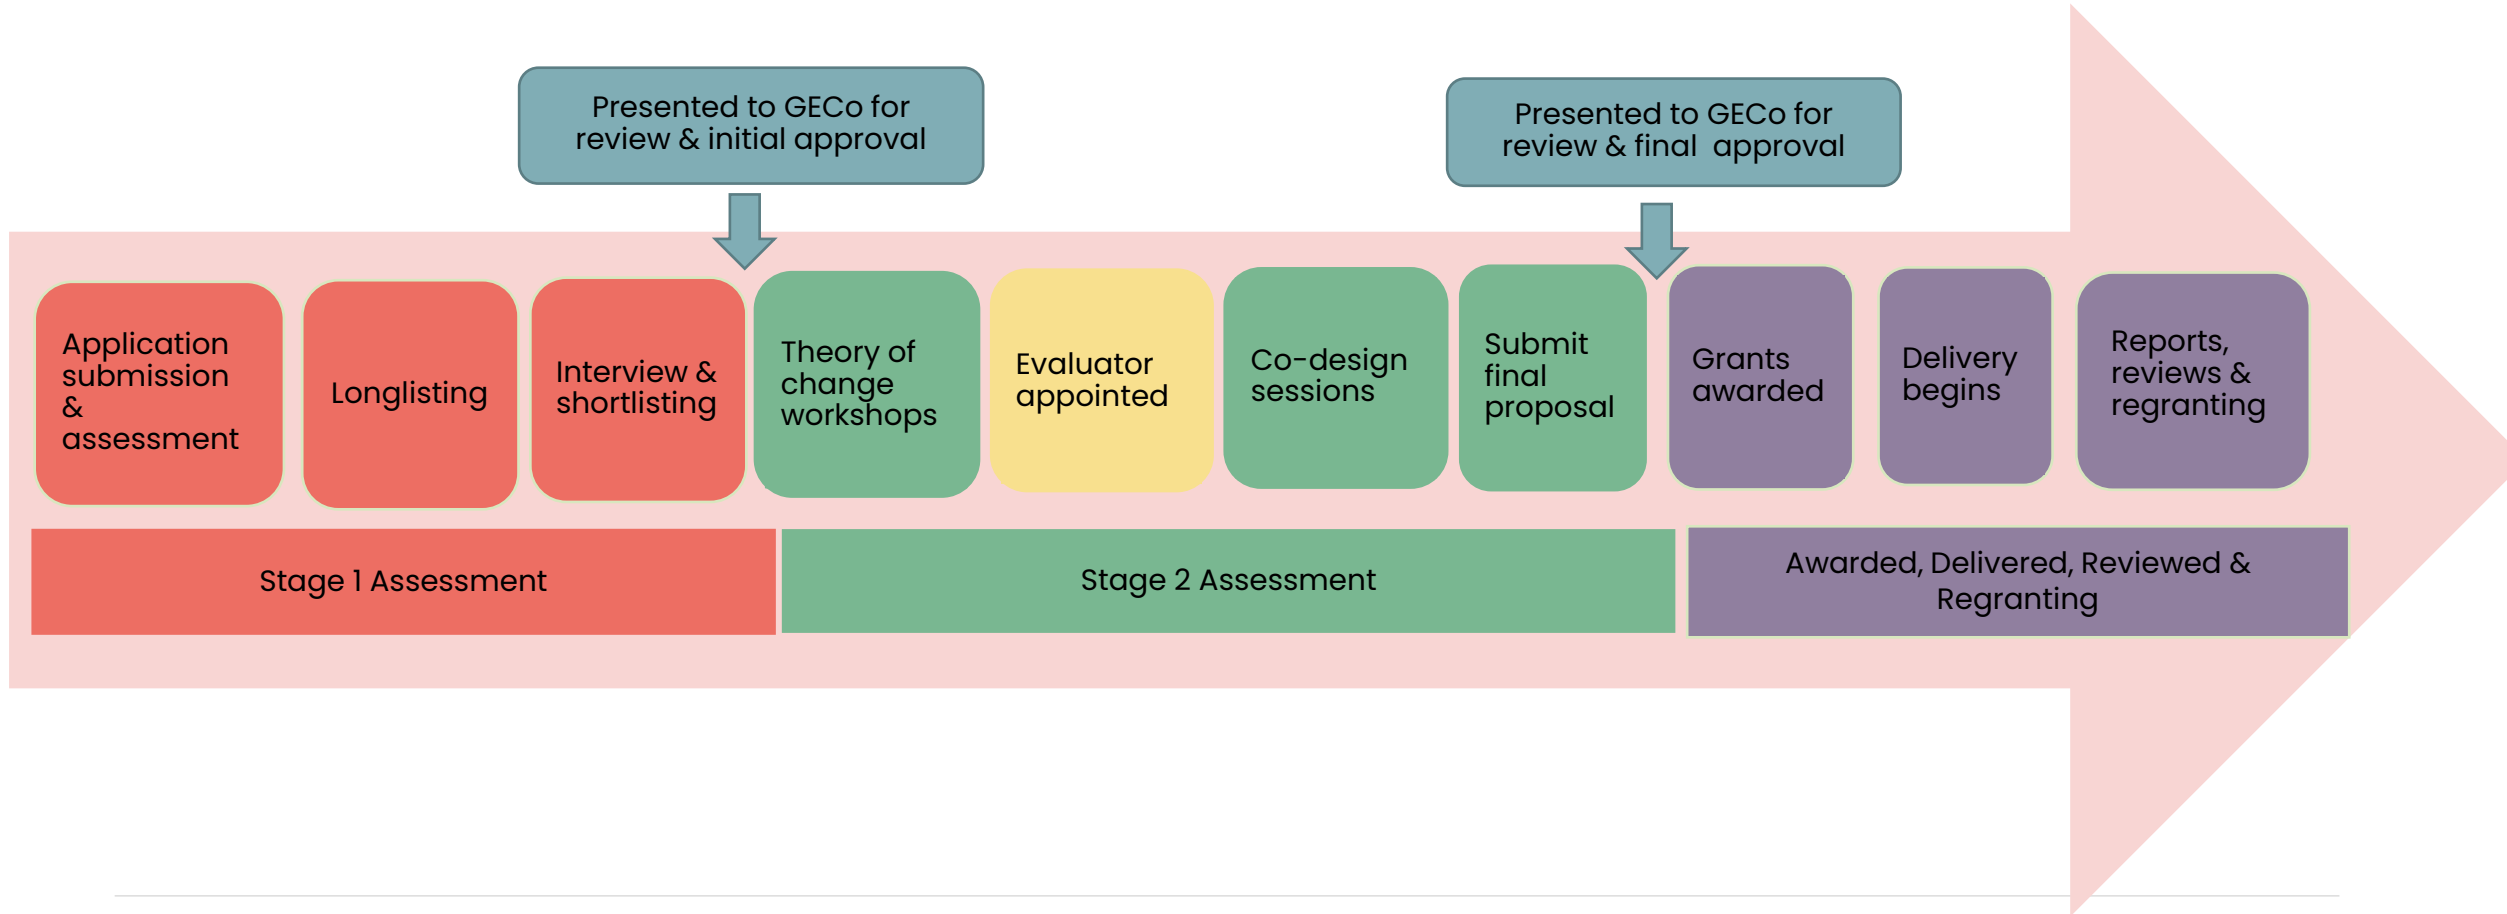 Presented to GECo for
review & initial approval
Presented to GECo for
review & final  approval
Application
submission
&
assessment
Longlisting
Interview &
shortlisting
Theory of
change
workshops
Evaluator
appointed
Co-design
sessions
Submit
final
proposal
Grants
awarded
Delivery
begins
Reports,
reviews &
regranting
Stage 1 Assessment
Stage 2 Assessment
Awarded, Delivered, Reviewed &
Regranting